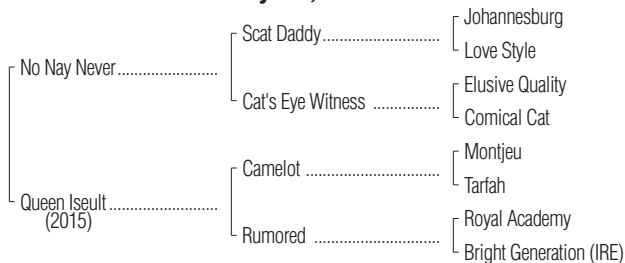 Johannesburg
Scat Daddy
Love Style
No Nay Never
Elusive Quality
Cat's Eye Witness
Comical Cat
Montjeu
Camelot
Tarfah
Queen Iseult
(2015)
Royal Academy
Rumored
Bright Generation (IRE)